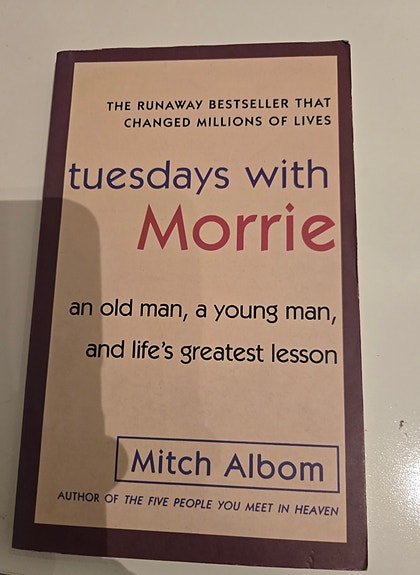 THE RUNAWAY BESTSELLER THAT
CHANGED MILLIONS OF LIVES
tuesdays with
Morrie
an old man, a young man,
and life's greatest lesson
Mitch Albom
AUTHOR OF THE FIVE PEOPLE YOU MEET IN HEAVEN